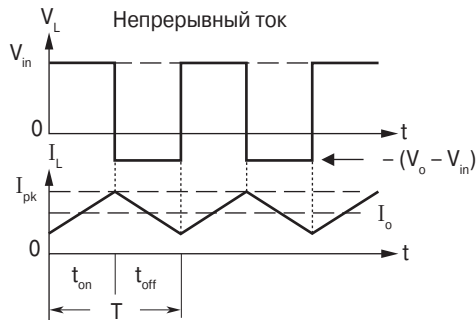 Непрерывный ток
V_L
V_in
0
t
I_L
– (V_o – V_in)
I_pk
I_o
0
t
t_on
t_off
T